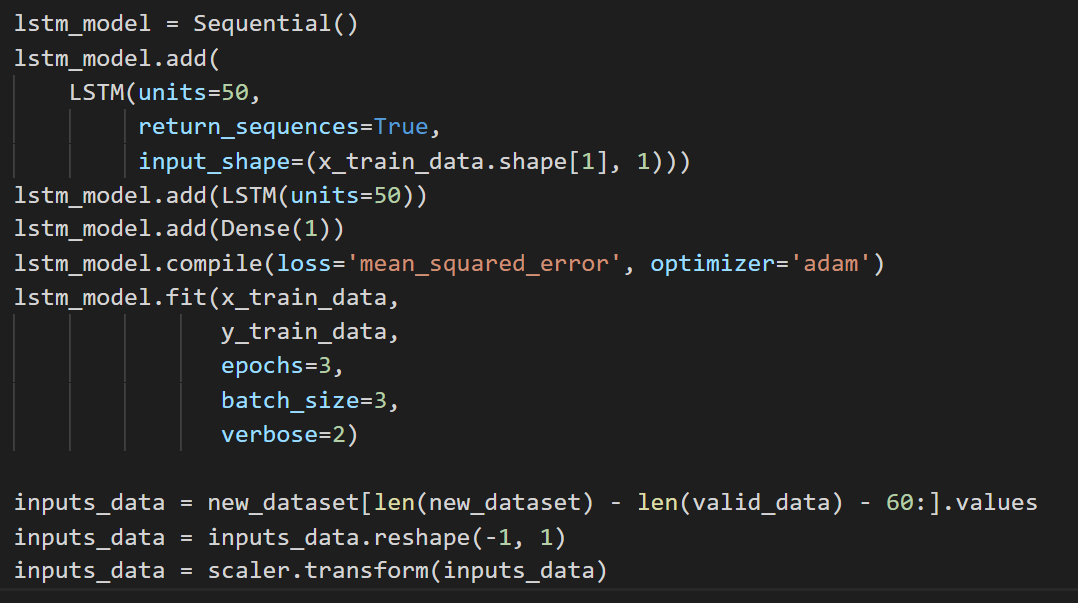 lstm_model = Sequential()
lstm_model.add(
    LSTM(units=50,
         return_sequences=True,
         input_shape=(x_train_data.shape[1], 1)))
lstm_model.add(LSTM(units=50))
lstm_model.add(Dense(1))
lstm_model.compile(loss='mean_squared_error', optimizer='adam')
lstm_model.fit(x_train_data,
               y_train_data,
               epochs=3,
               batch_size=3,
               verbose=2)

inputs_data = new_dataset[len(new_dataset) - len(valid_data) - 60:].values
inputs_data = inputs_data.reshape(-1, 1)
inputs_data = scaler.transform(inputs_data)